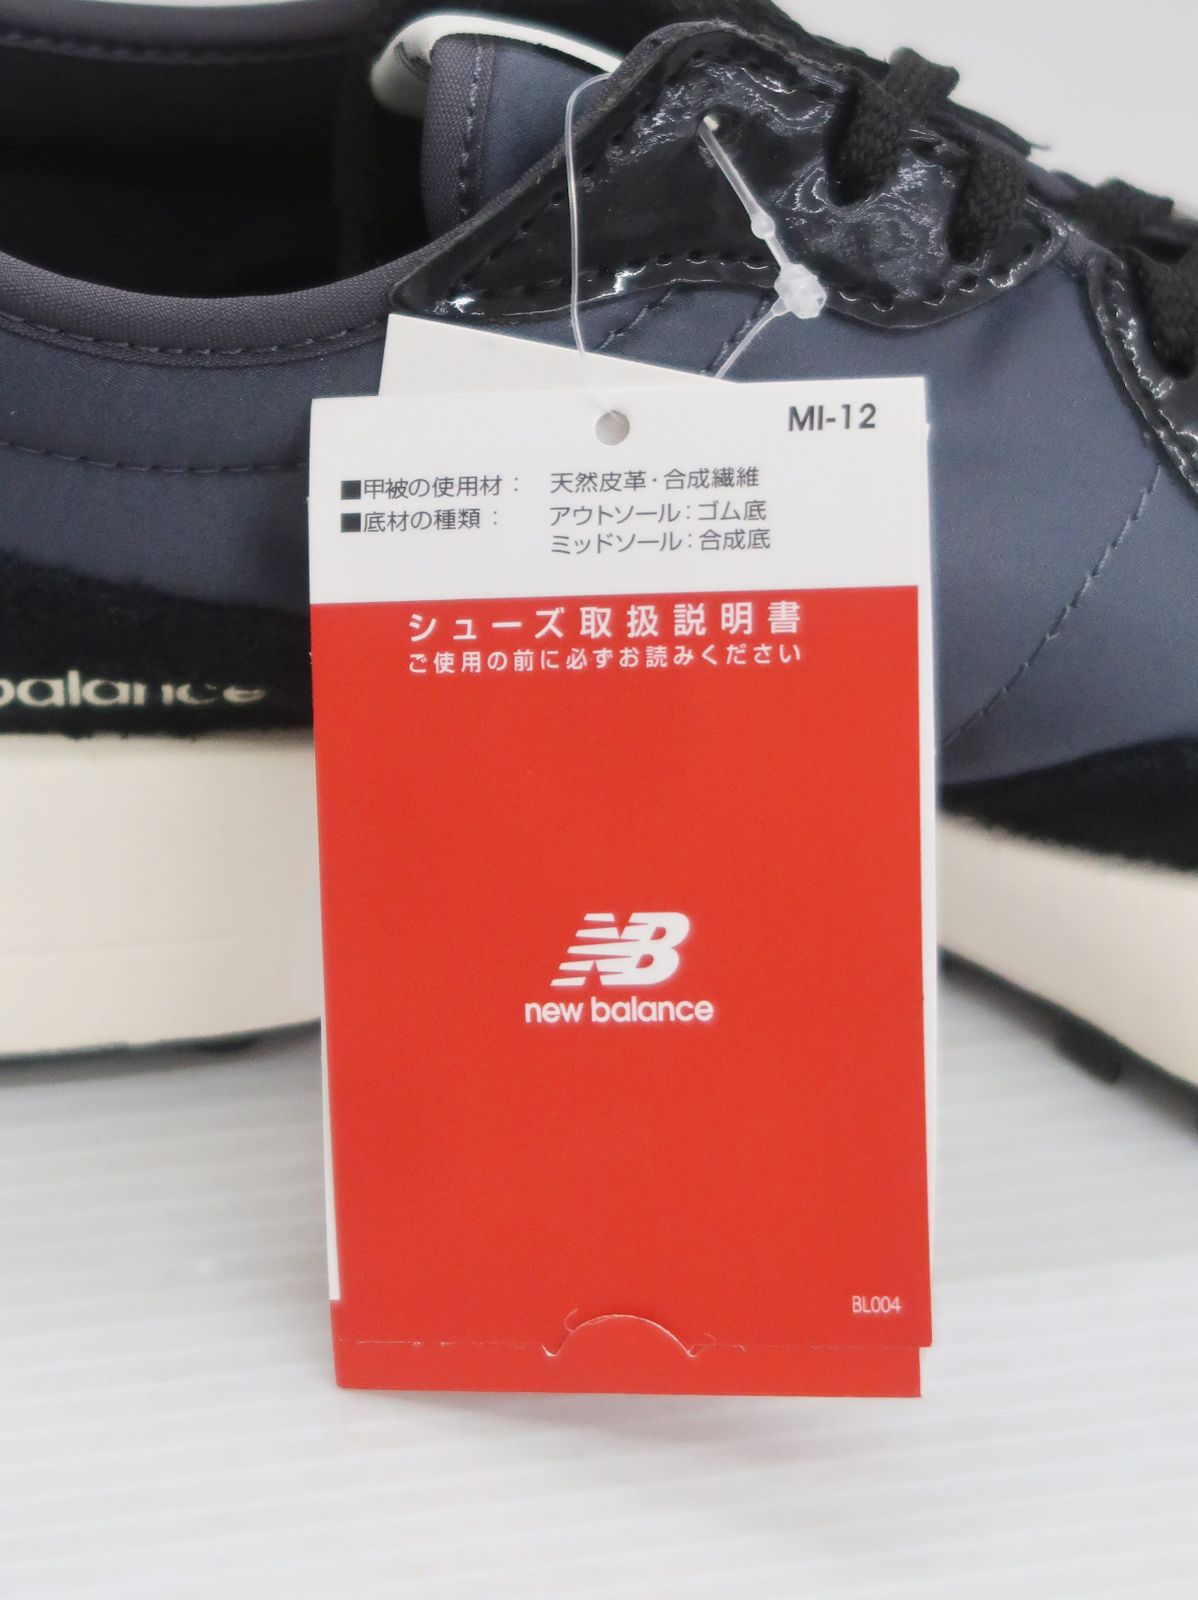 MI-12
■甲被の使用材： 天然皮革・合成繊維
■底材の種類： アウトソール：ゴム底
ミッドソール：合成底
シューズ取扱説明書
ご使用の前に必ずお読みください
balance
NB
new balance
BL004